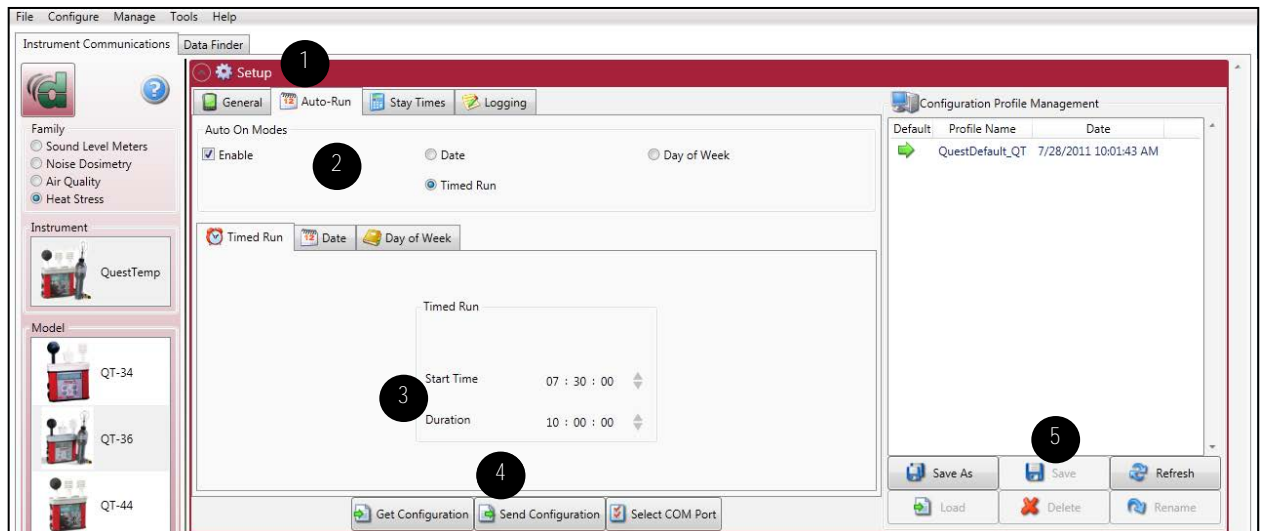 File Configure Manage Tools Help
Instrument Communications Data Finder
1
Setup
General 12 Auto-Run Stay Times Logging
Auto On Modes
Enable Date Day of Week
2
Timed Run
Timed Run 12 Date Day of Week
Timed Run
Start Time 07 : 30 : 00
3
Duration 10 : 00 : 00
4
Get Configuration Send Configuration Select COM Port
Family
Sound Level Meters
Noise Dosimetry
Air Quality
Heat Stress
Instrument
QuestTemp
Model
QT-34
QT-36
QT-44
Configuration Profile Management
Default Profile Name Date
QuestDefault_QT 7/28/2011 10:01:43 AM
5
Save As Save Refresh
Load Delete Rename